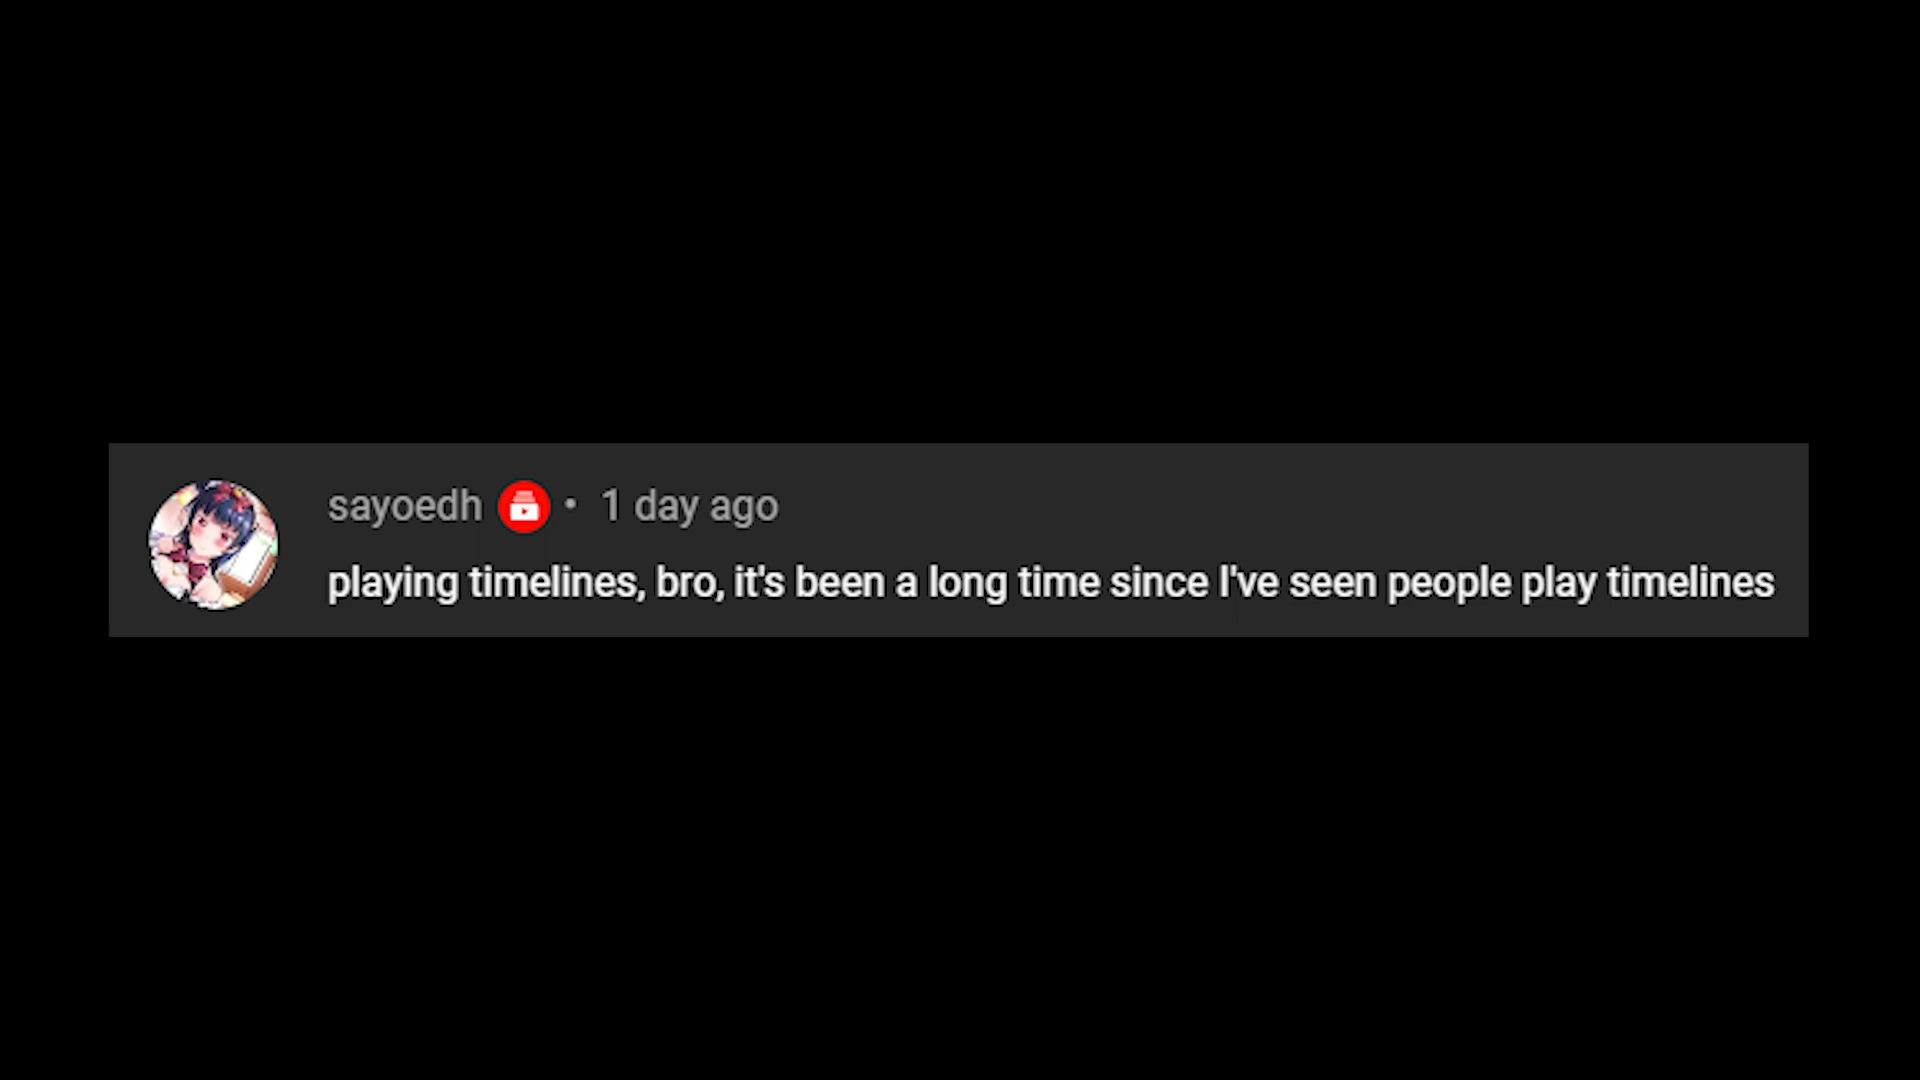 sayoedh • 1 day ago
playing timelines, bro, it's been a long time since I've seen people play timelines